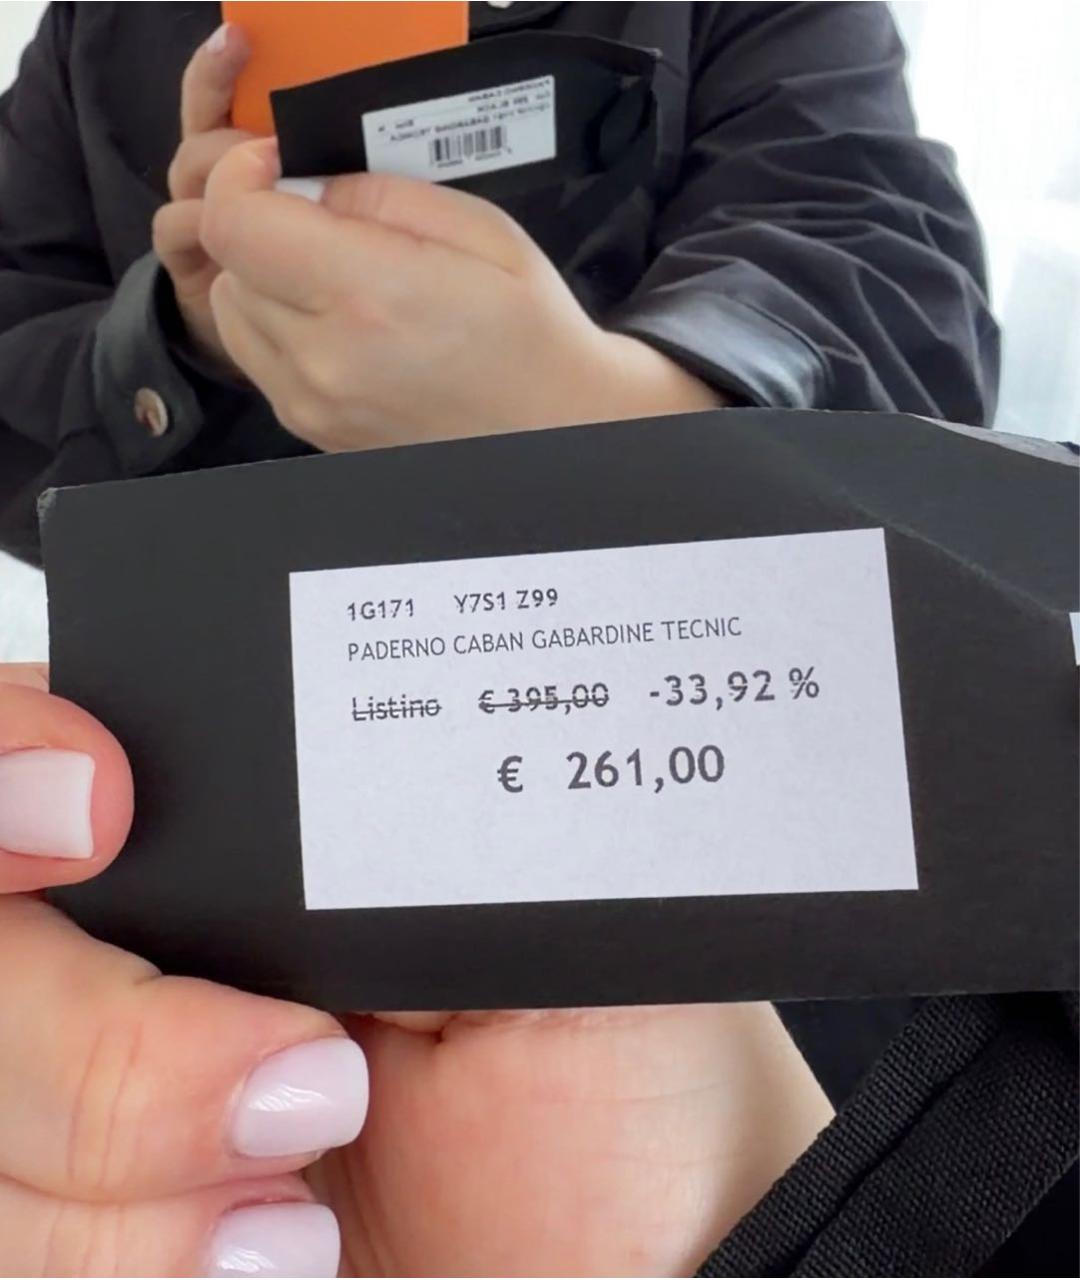 1G171 Y7S1 Z99
PADERNO CABAN GABARDINE TECNIC
Listino € 395,00 -33,92 %
€ 261,00